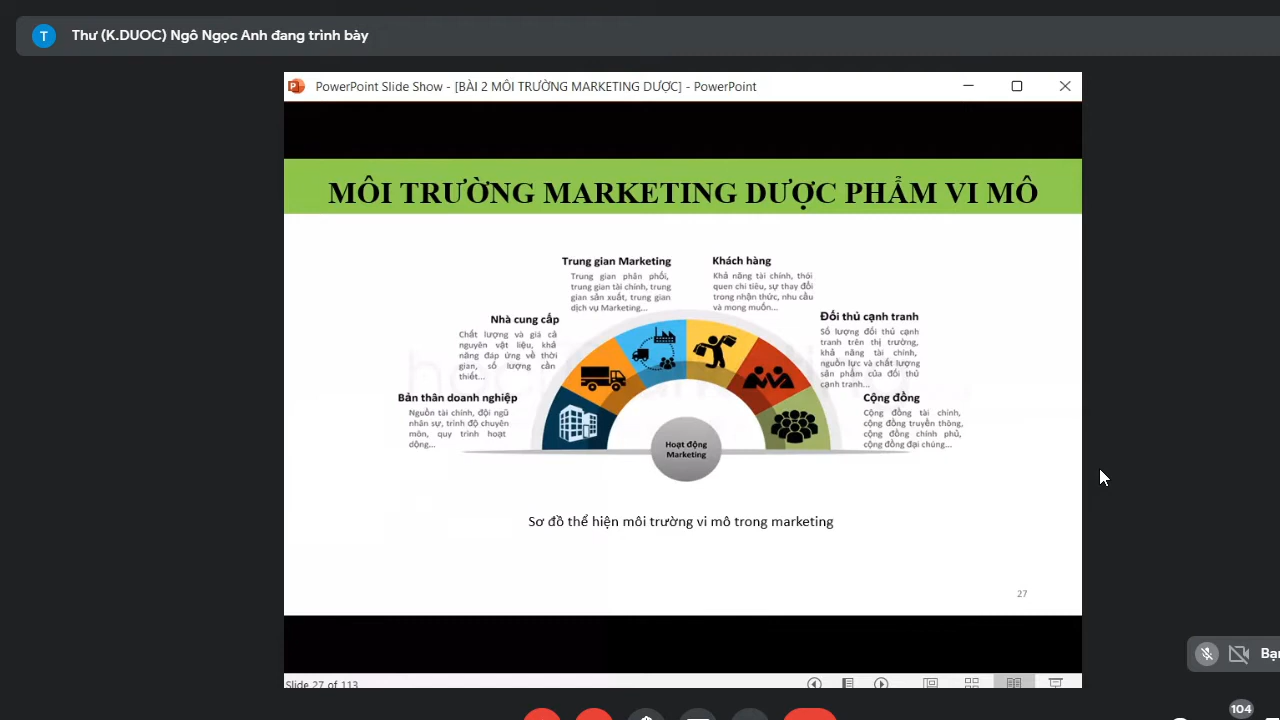 Thư (K.DUOC) Ngô Ngọc Anh đang trình bày
PowerPoint Slide Show - [BÀI 2 MÔI TRƯỜNG MARKETING DƯỢC] - PowerPoint
MÔI TRƯỜNG MARKETING DƯỢC PHẨM VI MÔ
Trung gian Marketing
Trung gian phân phối,
trung gian tài chính, trung
gian sản xuất, trung gian
dịch vụ Marketing...
Khách hàng
Khả năng tài chính, thói
quen chi tiêu, sự thay đổi
trong nhận thức, nhu cầu
và mong muốn...
Nhà cung cấp
Chất lượng và giá cả
nguyên vật liệu, khả
năng đáp ứng về thời
gian, số lượng cần
thiết...
Đối thủ cạnh tranh
Số lượng đối thủ cạnh
tranh trên thị trường,
khả năng tài chính,
nguồn lực và chất lượng
sản phẩm của đối thủ
cạnh tranh...
Bản thân doanh nghiệp
Nguồn tài chính, đội ngũ
nhân sự, trình độ chuyên
môn, quy trình hoạt
động...
Cộng đồng
Cộng đồng tài chính,
cộng đồng truyền thông,
cộng đồng chính phủ,
cộng đồng đại chúng...
Hoạt động
Marketing
Sơ đồ thể hiện môi trường vi mô trong marketing
27
Slide 27 of 113
104